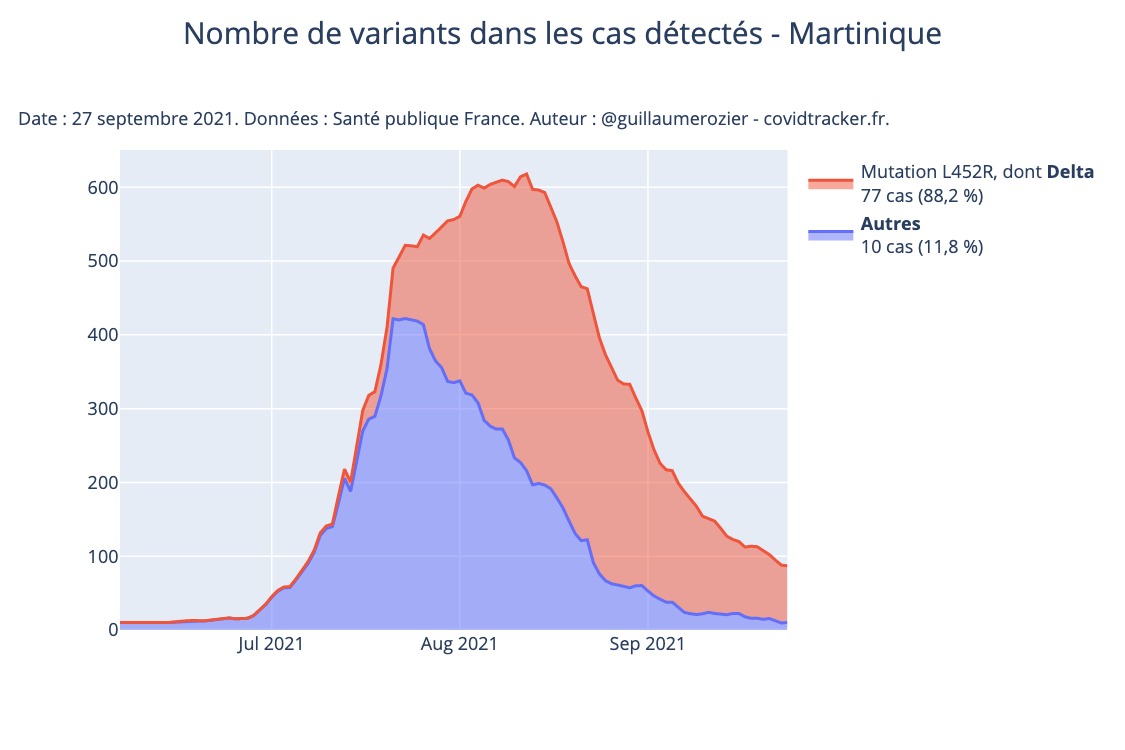 Nombre de variants dans les cas détectés - Martinique
Date : 27 septembre 2021. Données : Santé publique France. Auteur : @guillaumerozier - covidtracker.fr.
Mutation L452R, dont Delta
77 cas (88,2 %)
Autres
10 cas (11,8 %)
600
500
400
300
200
100
0
Jul 2021
Aug 2021
Sep 2021